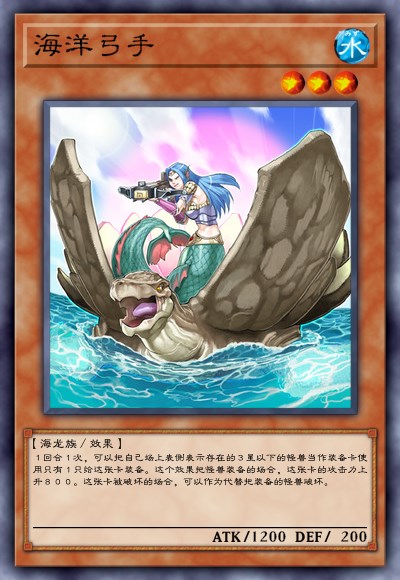 海洋弓手
水
【海龙族／效果】
１回合１次，可以把自己场上表侧表示存在的３星以下的怪兽当作装备卡使
用只有１只给这张卡装备。这个效果把怪兽装备的场合，这张卡的攻击力上
升８００。这张卡被破坏的场合，可以作为代替把装备的怪兽破坏。
ATK/1200 DEF/ 200